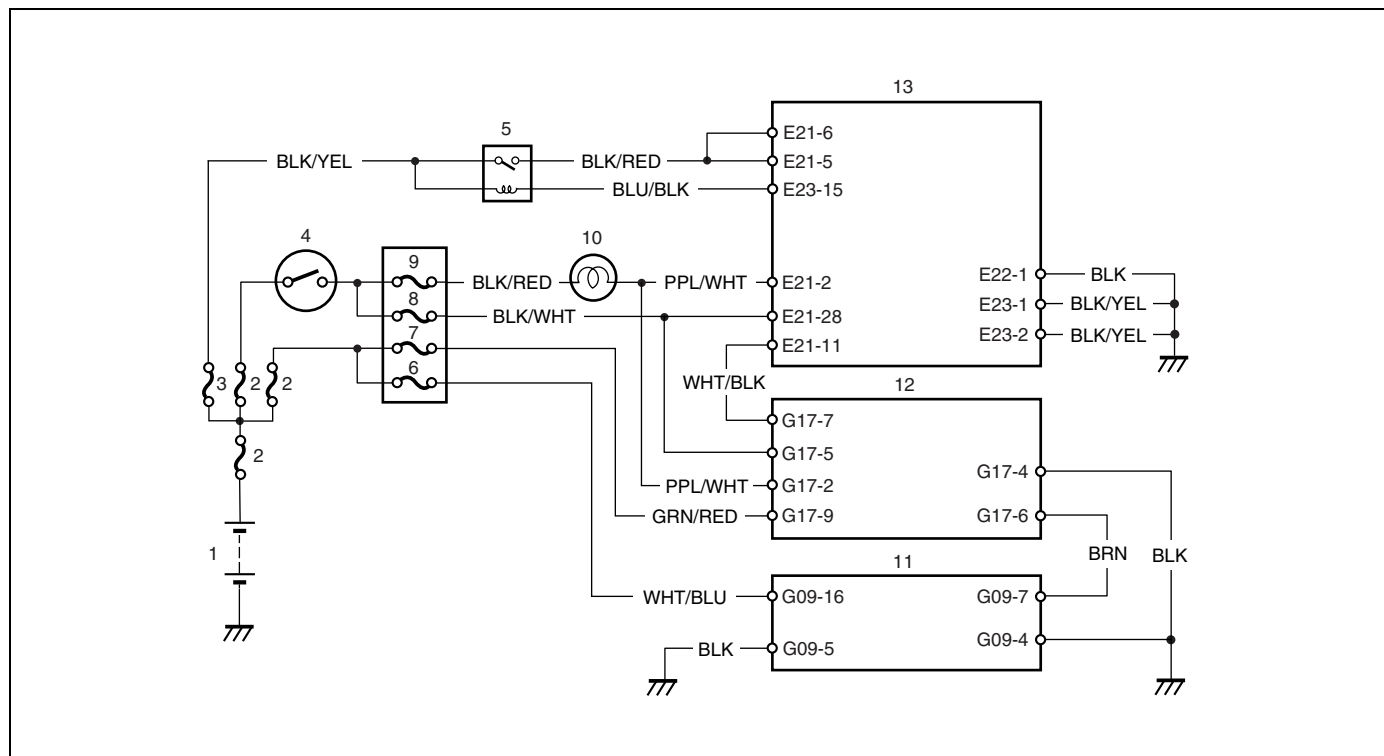 13
E21-6
5
BLK/YEL BLK/RED E21-5
BLU/BLK E23-15
4
10
9
BLK/RED PPL/WHT E21-2 E22-1 BLK
8
BLK/WHT E21-28 E23-1 BLK/YEL
7
E21-11 E23-2 BLK/YEL
6
3 2 2
WHT/BLK
12
G17-7
2
G17-5
G17-4
PPL/WHT G17-2
GRN/RED G17-9 G17-6
1
BRN BLK
11
WHT/BLU G09-16 G09-7
G09-4
BLK G09-5